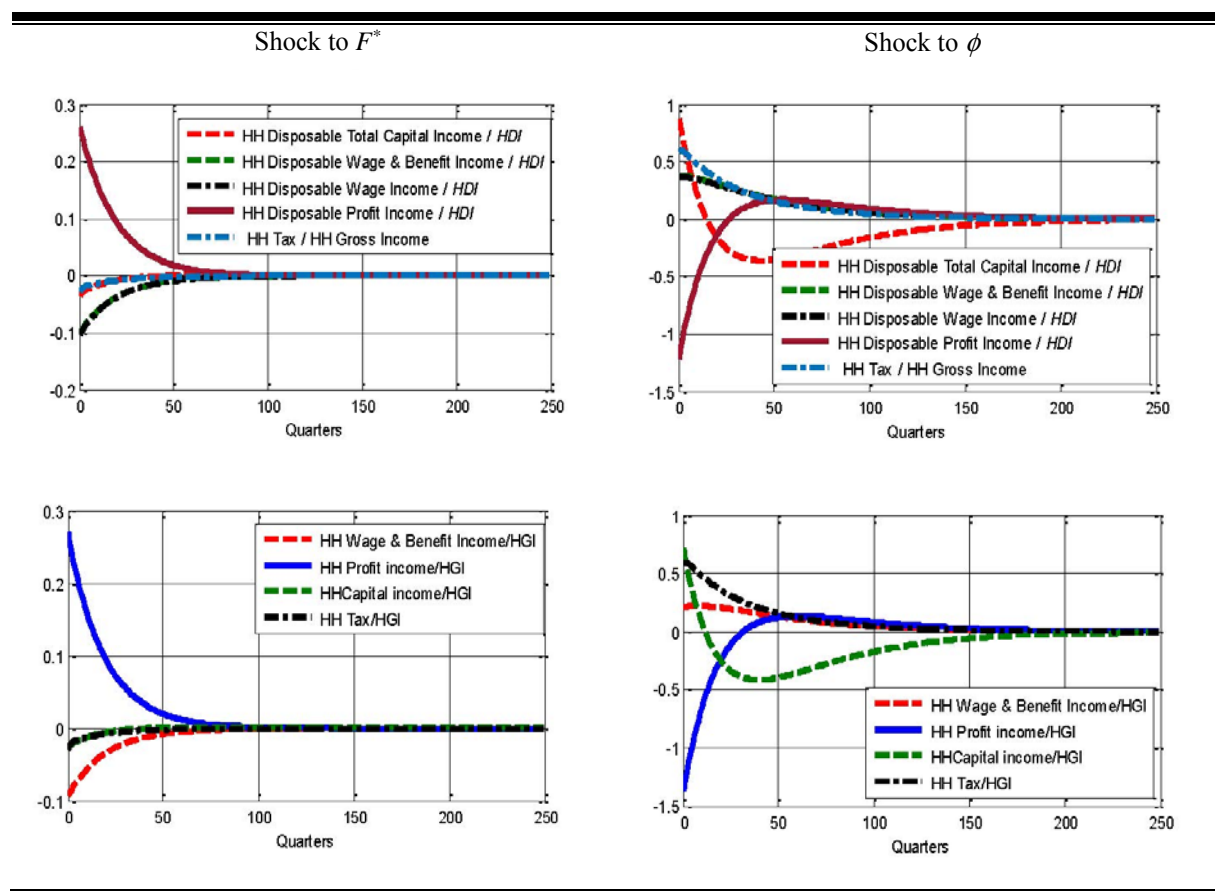 Shock to F*
Shock to ϕ
0.3
0.2
0.1
0
-0.1
-0.2
HH Disposable Total Capital Income / HDI
HH Disposable Wage & Benefit Income / HDI
HH Disposable Wage Income / HDI
HH Disposable Profit Income / HDI
HH Tax / HH Gross Income
0 50 100 150 200 250
Quarters
1
0.5
0
-0.5
-1
-1.5
HH Disposable Total Capital Income / HDI
HH Disposable Wage & Benefit Income / HDI
HH Disposable Wage Income / HDI
HH Disposable Profit Income / HDI
HH Tax / HH Gross Income
0 50 100 150 200 250
Quarters
0.3
0.2
0.1
0
-0.1
HH Wage & Benefit Income/HGI
HH Profit income/HGI
HHCapital income/HGI
HH Tax/HGI
0 50 100 150 200 250
Quarters
1
0.5
0
-0.5
-1
-1.5
HH Wage & Benefit Income/HGI
HH Profit income/HGI
HHCapital income/HGI
HH Tax/HGI
0 50 100 150 200 250
Quarters